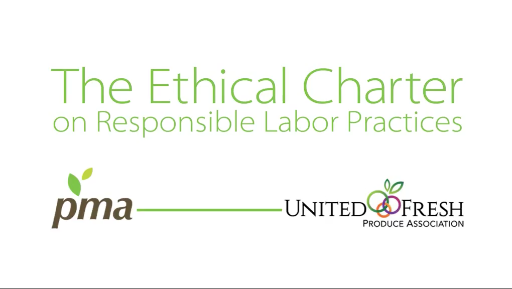 The Ethical Charter
on Responsible Labor Practices
pma
UNITED FRESH
PRODUCE ASSOCIATION